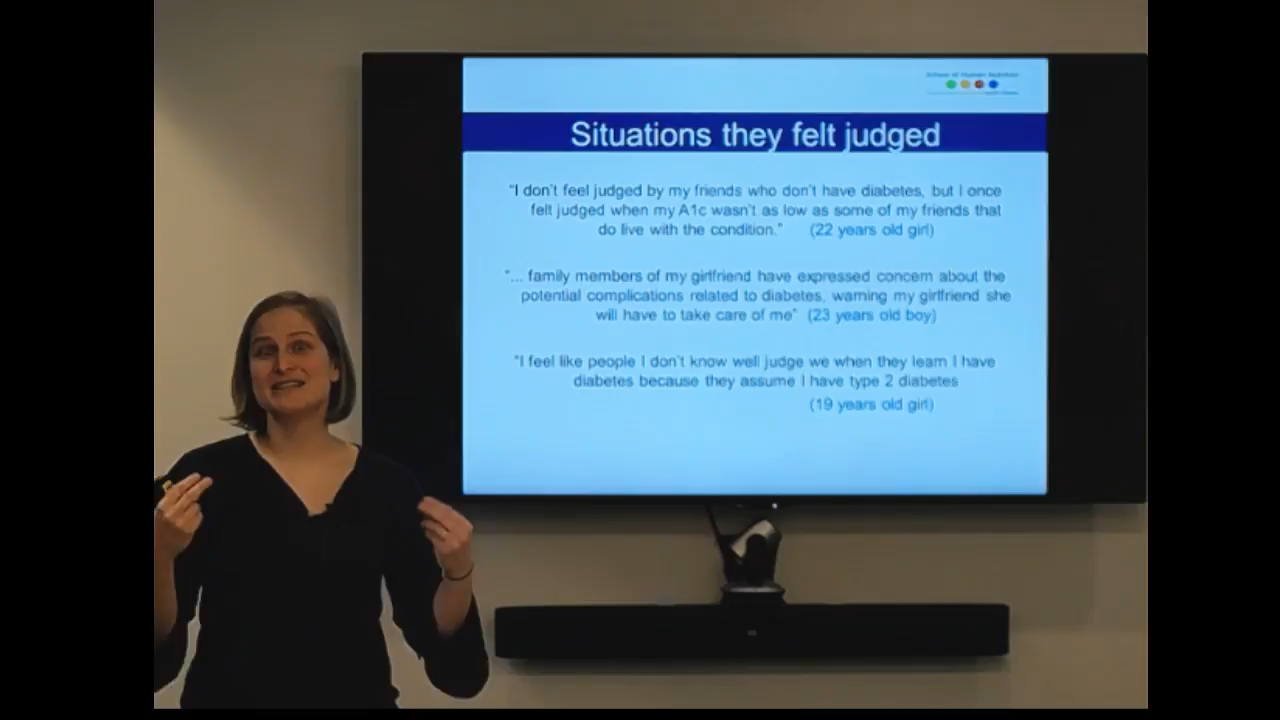 School of Human Nutrition
Situations they felt judged
"I don't feel judged by my friends who don't have diabetes, but I once
felt judged when my A1c wasn't as low as some of my friends that
do live with the condition." (22 years old girl)
"... family members of my girlfriend have expressed concern about the
potential complications related to diabetes, warning my girlfriend she
will have to take care of me" (23 years old boy)
"I feel like people I don't know well judge we when they learn I have
diabetes because they assume I have type 2 diabetes
(19 years old girl)